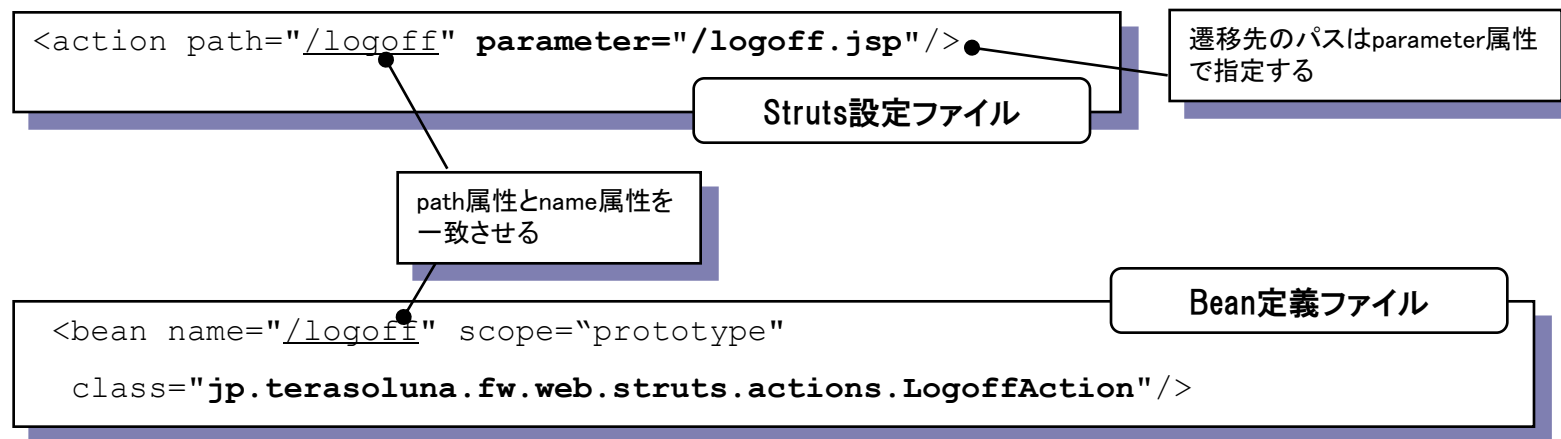 <action path="/logoff" parameter="/logoff.jsp"/>
遷移先のパスはparameter属性
で指定する
Struts設定ファイル
path属性とname属性を
一致させる
Bean定義ファイル
<bean name="/logoff" scope=“prototype"
class="jp.terasoluna.fw.web.struts.actions.LogoffAction"/>